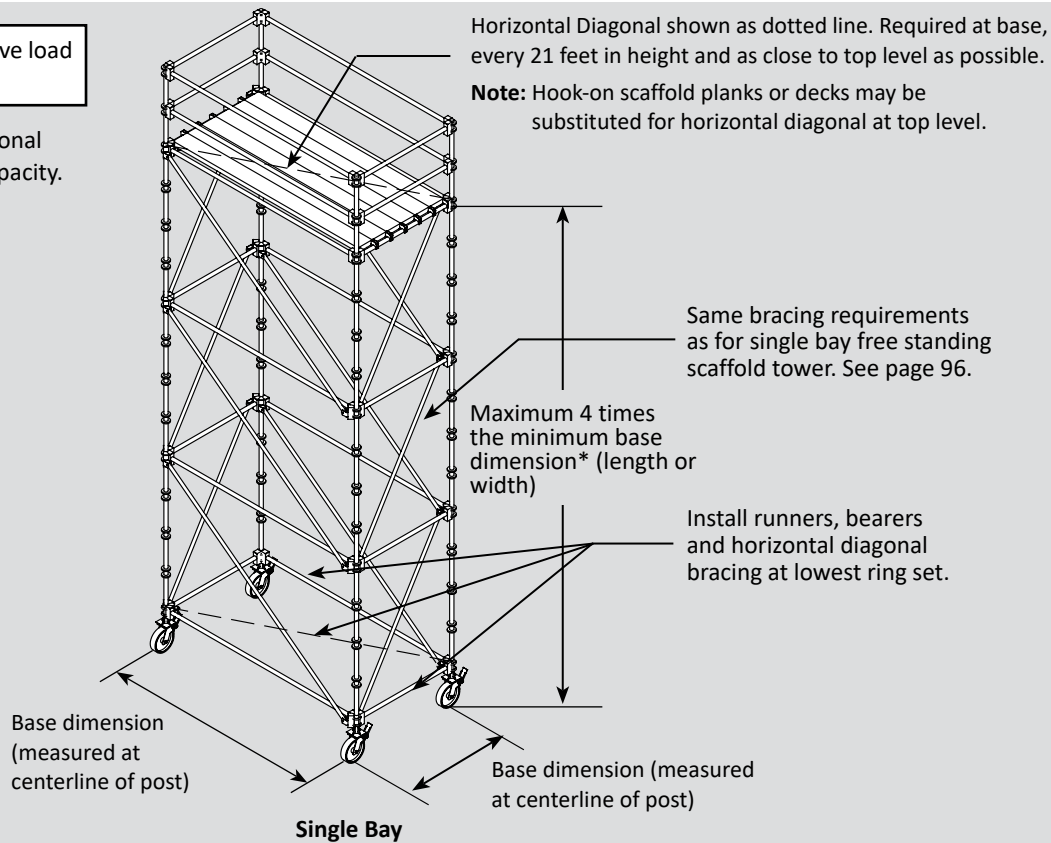 ve load
onal
pacity.
Horizontal Diagonal shown as dotted line. Required at base,
every 21 feet in height and as close to top level as possible.
Note: Hook-on scaffold planks or decks may be
substituted for horizontal diagonal at top level.
Same bracing requirements
as for single bay free standing
scaffold tower. See page 96.
Maximum 4 times
the minimum base
dimension* (length or
width)
Install runners, bearers
and horizontal diagonal
bracing at lowest ring set.
Base dimension
(measured at
centerline of post)
Base dimension (measured
at centerline of post)
Single Bay